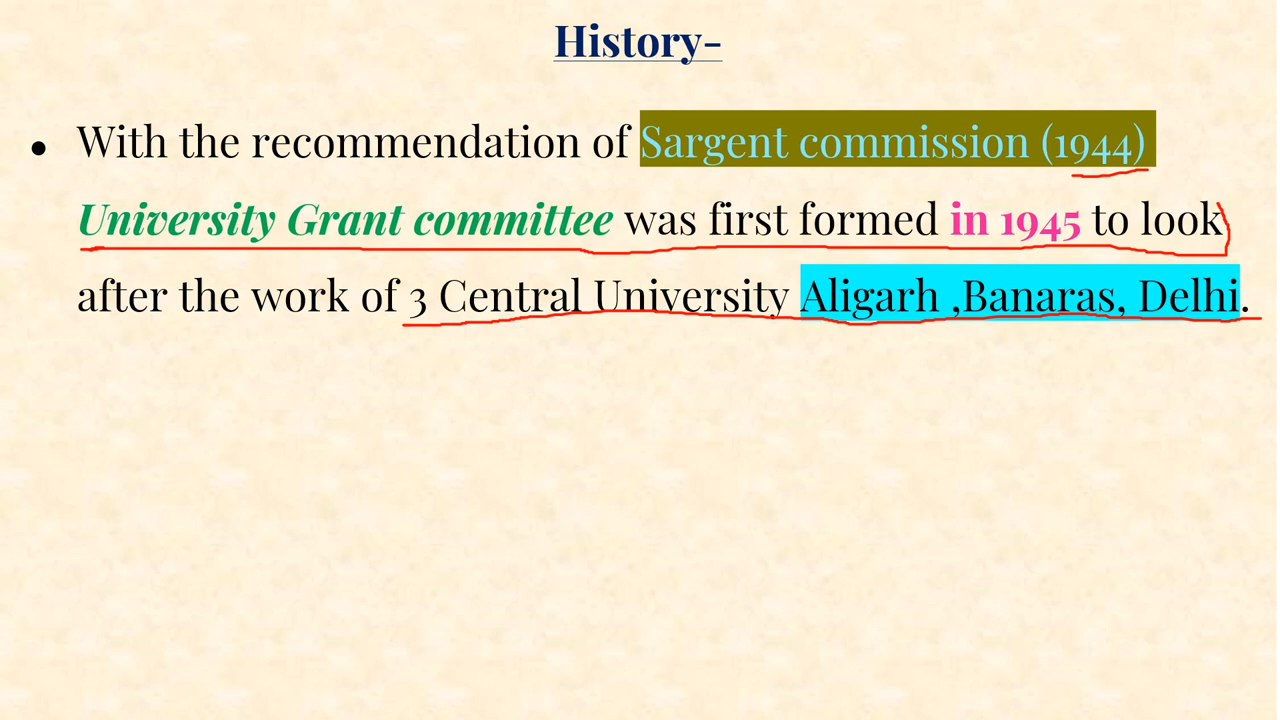 History-
• With the recommendation of Sargent commission (1944)
University Grant committee was first formed in 1945 to look
after the work of 3 Central University Aligarh ,Banaras, Delhi.